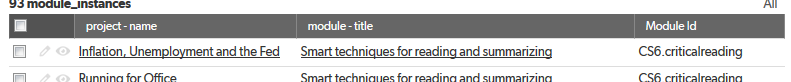 93 module_instances All
project - name module - title Module Id
Inflation, Unemployment and the Fed Smart techniques for reading and summarizing CS6.criticalreading
Running for Office Smart techniques for reading and summarizing CS6.criticalreading